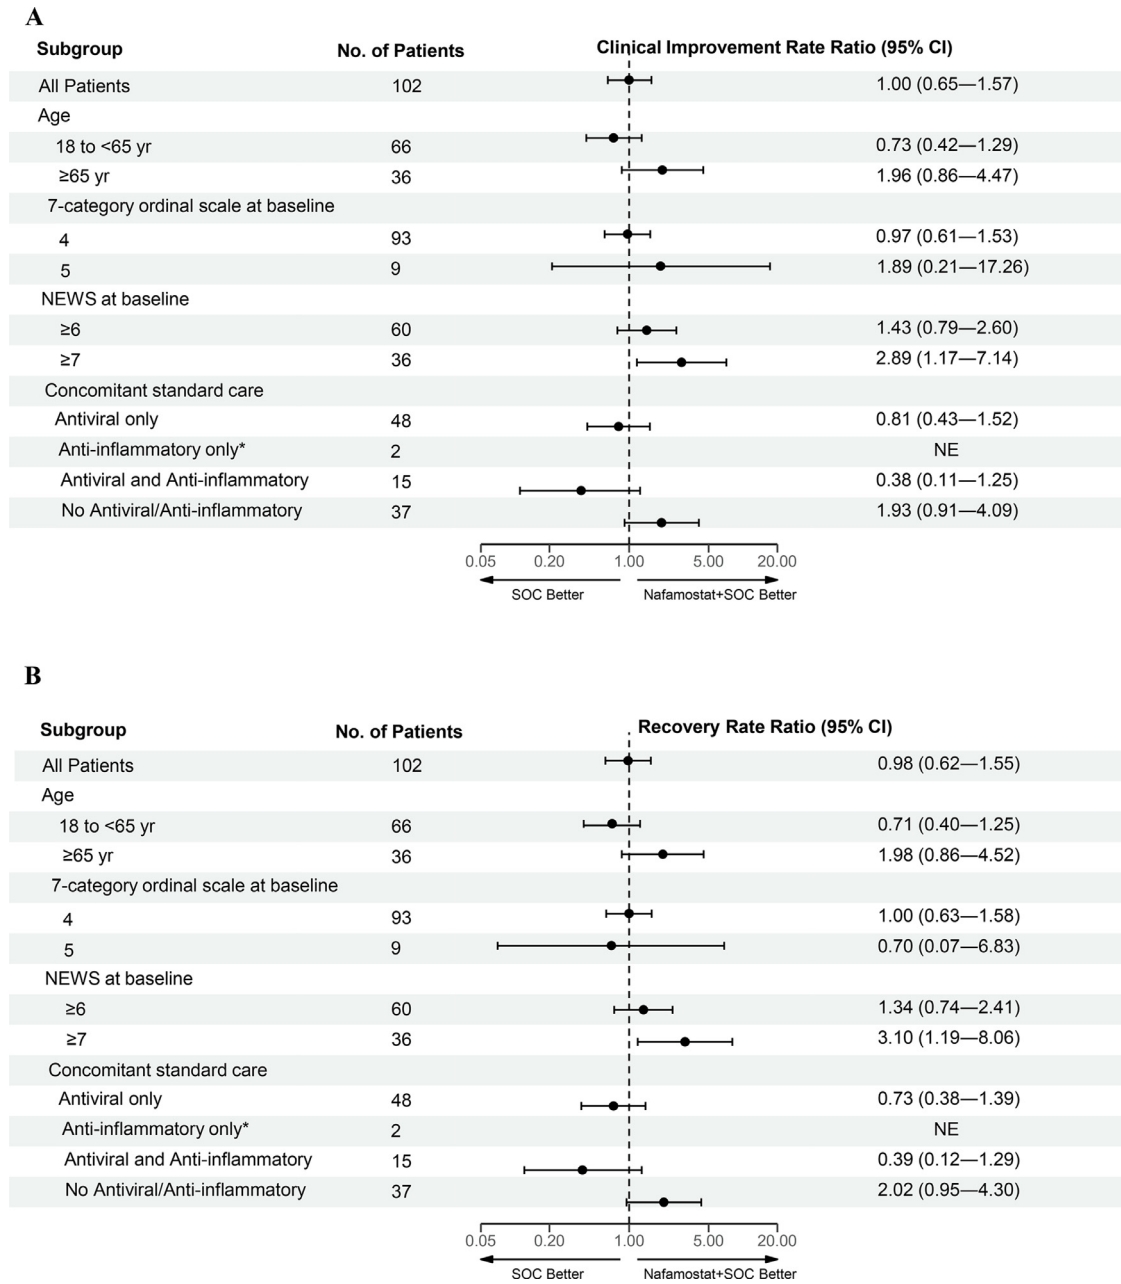 A
Subgroup No. of Patients Clinical Improvement Rate Ratio (95% CI)
All Patients 102 1.00 (0.65—1.57)
Age
18 to <65 yr 66 0.73 (0.42—1.29)
≥65 yr 36 1.96 (0.86—4.47)
7-category ordinal scale at baseline
4 93 0.97 (0.61—1.53)
5 9 1.89 (0.21—17.26)
NEWS at baseline
≥6 60 1.43 (0.79—2.60)
≥7 36 2.89 (1.17—7.14)
Concomitant standard care
Antiviral only 48 0.81 (0.43—1.52)
Anti-inflammatory only* 2 NE
Antiviral and Anti-inflammatory 15 0.38 (0.11—1.25)
No Antiviral/Anti-inflammatory 37 1.93 (0.91—4.09)
0.05 0.20 1.00 5.00 20.00
SOC Better Nafamostat+SOC Better
B
Subgroup No. of Patients Recovery Rate Ratio (95% CI)
All Patients 102 0.98 (0.62—1.55)
Age
18 to <65 yr 66 0.71 (0.40—1.25)
≥65 yr 36 1.98 (0.86—4.52)
7-category ordinal scale at baseline
4 93 1.00 (0.63—1.58)
5 9 0.70 (0.07—6.83)
NEWS at baseline
≥6 60 1.34 (0.74—2.41)
≥7 36 3.10 (1.19—8.06)
Concomitant standard care
Antiviral only 48 0.73 (0.38—1.39)
Anti-inflammatory only* 2 NE
Antiviral and Anti-inflammatory 15 0.39 (0.12—1.29)
No Antiviral/Anti-inflammatory 37 2.02 (0.95—4.30)
0.05 0.20 1.00 5.00 20.00
SOC Better Nafamostat+SOC Better